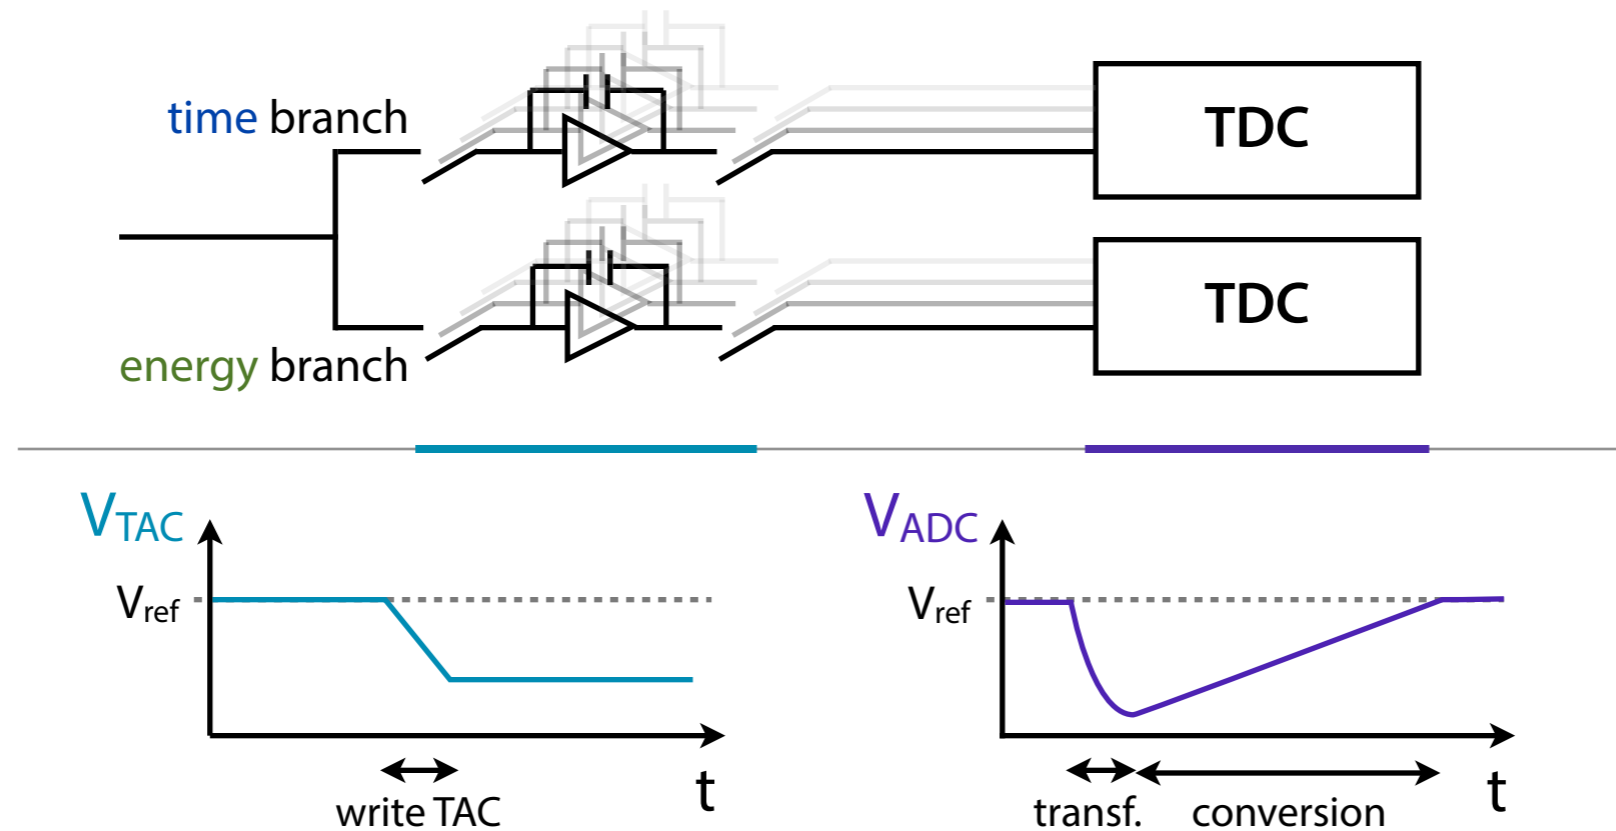 time branch
TDC
TDC
energy branch
VTAC
Vref
write TAC
t
VADC
Vref
transf.
conversion
t